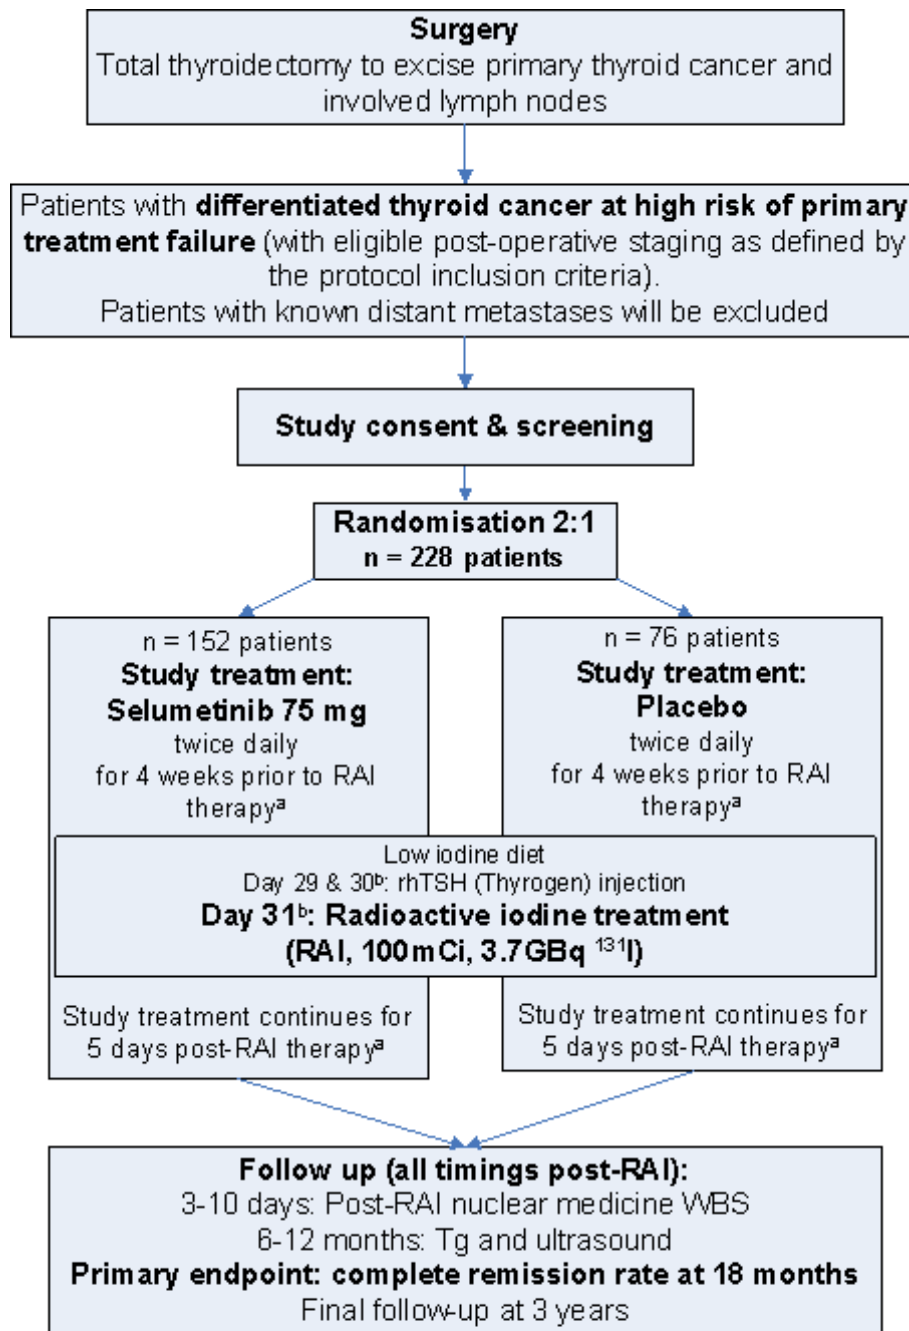 Surgery
Total thyroidectomy to excise primary thyroid cancer and
involved lymph nodes
Patients with differentiated thyroid cancer at high risk of primary
treatment failure (with eligible post-operative staging as defined by
the protocol inclusion criteria).
Patients with known distant metastases will be excluded
Study consent & screening
Randomisation 2:1
n = 228 patients
n = 152 patients
Study treatment:
Selumetinib 75 mg
twice daily
for 4 weeks prior to RAI
therapyᵃ
n = 76 patients
Study treatment:
Placebo
twice daily
for 4 weeks prior to RAI
therapyᵃ
Low iodine diet
Day 29 & 30ᵇ: rhTSH (Thyrogen) injection
Day 31ᵇ: Radioactive iodine treatment
(RAI, 100mCi, 3.7GBq ¹³¹I)
Study treatment continues for
5 days post-RAI therapyᵃ
Study treatment continues for
5 days post-RAI therapyᵃ
Follow up (all timings post-RAI):
3-10 days: Post-RAI nuclear medicine WBS
6-12 months: Tg and ultrasound
Primary endpoint: complete remission rate at 18 months
Final follow-up at 3 years